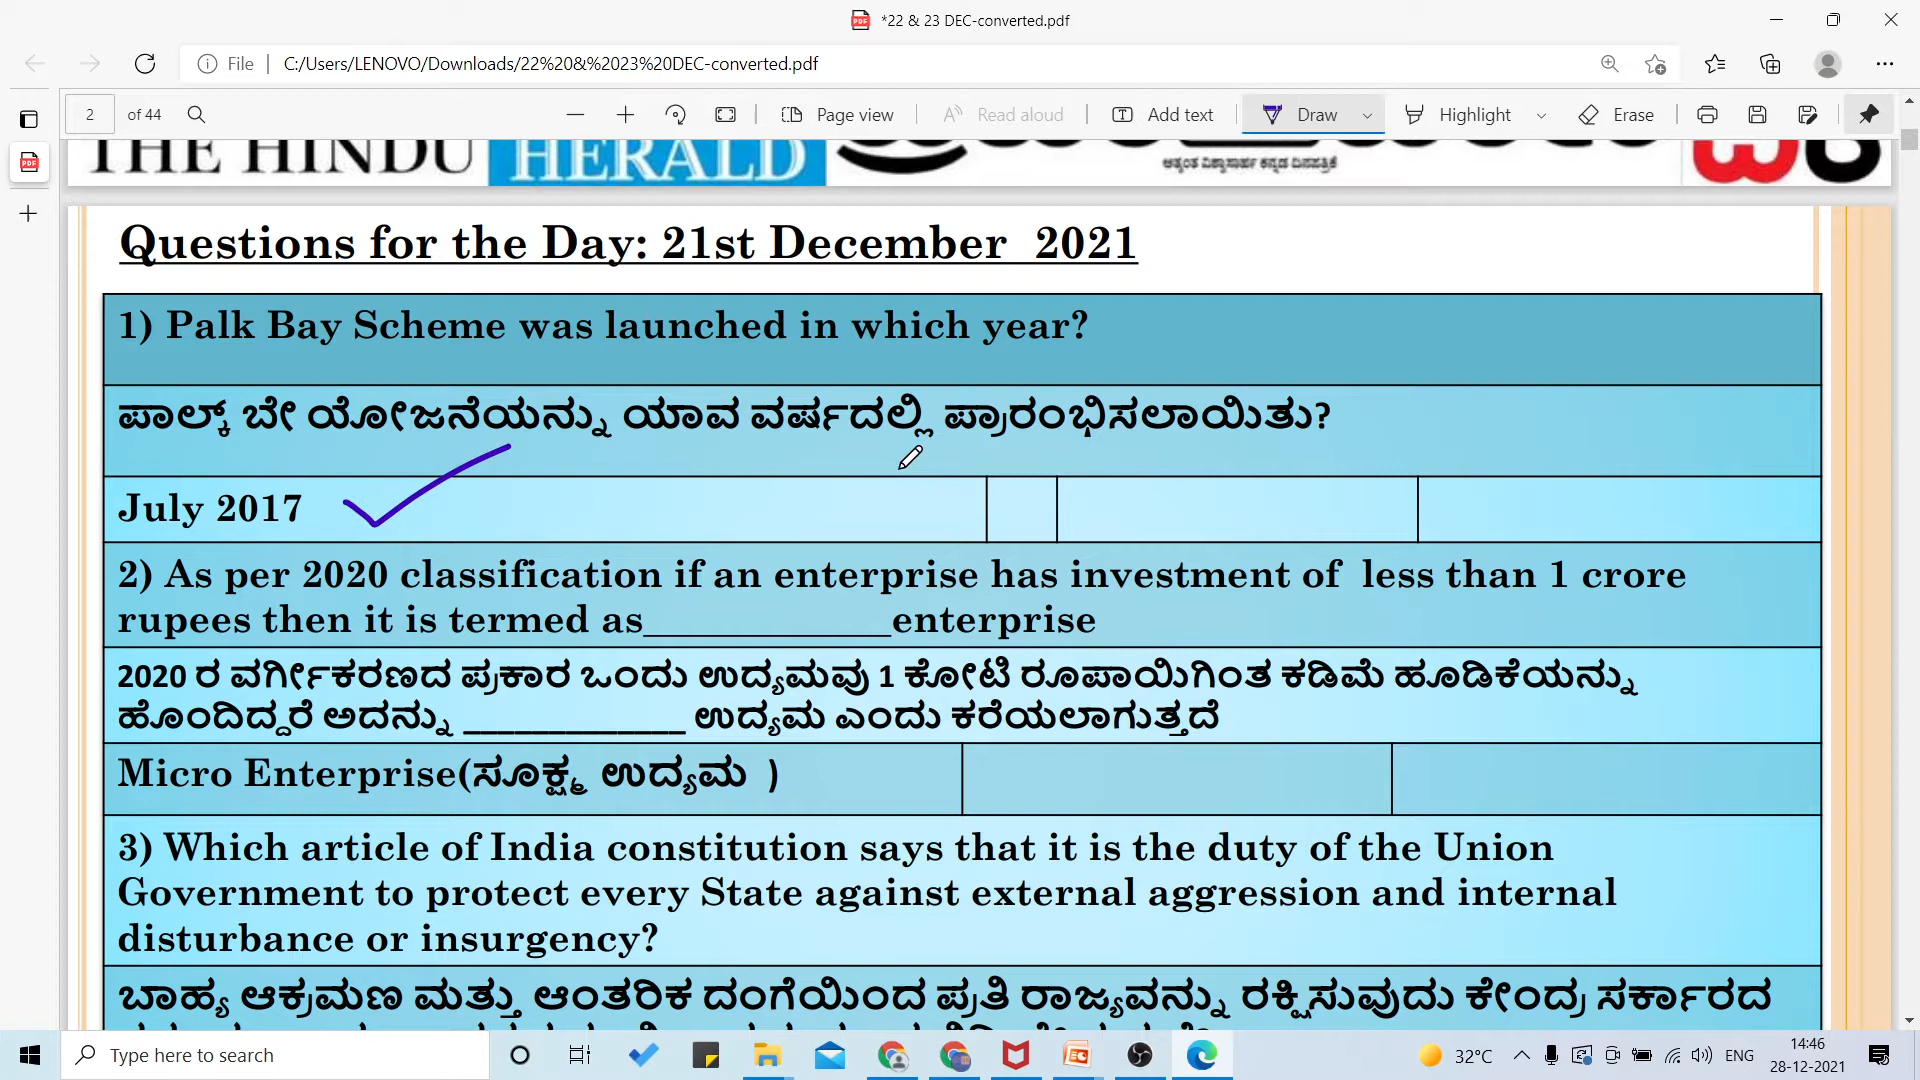 *22 & 23 DEC-converted.pdf
File
C:/Users/LENOVO/Downloads/22%20&%2023%20DEC-converted.pdf
2 of 44
Page view
Read aloud
Add text
Draw
Highlight
Erase
THE HINDU
HERALD
ಅತ್ಯಂತ ವಿಶ್ವಾಸಾರ್ಹ ಕನ್ನಡ ದಿನಪತ್ರಿಕೆ
Questions for the Day: 21st December 2021
1) Palk Bay Scheme was launched in which year?
ಪಾಲ್ಕ್ ಬೇ ಯೋಜನೆಯನ್ನು ಯಾವ ವರ್ಷದಲ್ಲಿ ಪ್ರಾರಂಭಿಸಲಾಯಿತು?
July 2017
2) As per 2020 classification if an enterprise has investment of less than 1 crore
rupees then it is termed as____________enterprise
2020 ರ ವರ್ಗೀಕರಣದ ಪ್ರಕಾರ ಒಂದು ಉದ್ಯಮವು 1 ಕೋಟಿ ರೂಪಾಯಿಗಿಂತ ಕಡಿಮೆ ಹೂಡಿಕೆಯನ್ನು
ಹೊಂದಿದ್ದರೆ ಅದನ್ನು _____________ ಉದ್ಯಮ ಎಂದು ಕರೆಯಲಾಗುತ್ತದೆ
Micro Enterprise(ಸೂಕ್ಷ್ಮ ಉದ್ಯಮ )
3) Which article of India constitution says that it is the duty of the Union
Government to protect every State against external aggression and internal
disturbance or insurgency?
ಬಾಹ್ಯ ಆಕ್ರಮಣ ಮತ್ತು ಆಂತರಿಕ ದಂಗೆಯಿಂದ ಪ್ರತಿ ರಾಜ್ಯವನ್ನು ರಕ್ಷಿಸುವುದು ಕೇಂದ್ರ ಸರ್ಕಾರದ
Type here to search
32°C
ENG
14:46
28-12-2021